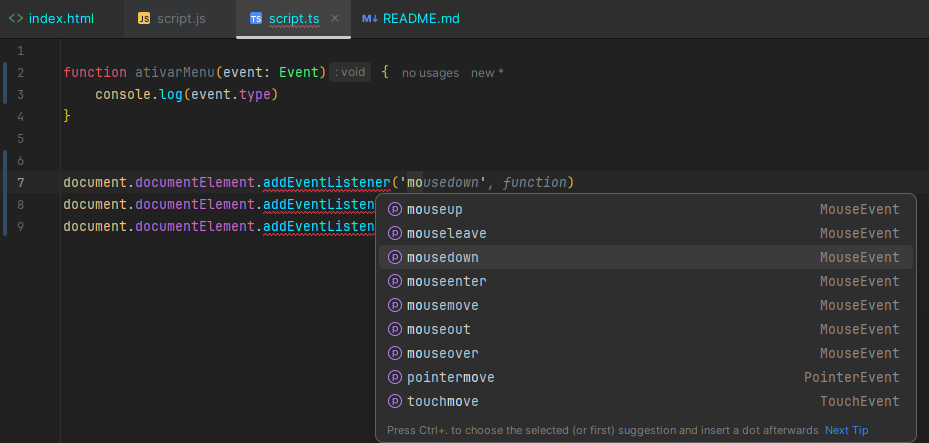 <> index.html JS script.js TS script.ts × M↓ README.md
1
2 function ativarMenu(event: Event) : void { no usages new *
3 console.log(event.type)
4 }
5
6
7 document.documentElement.addEventListener('mousedown', function)
8 document.documentElement.addEventListen
9 document.documentElement.addEventListen
p mouseup MouseEvent
p mouseleave MouseEvent
p mousedown MouseEvent
p mouseenter MouseEvent
p mousemove MouseEvent
p mouseout MouseEvent
p mouseover MouseEvent
p pointermove PointerEvent
p touchmove TouchEvent
Press Ctrl+. to choose the selected (or first) suggestion and insert a dot afterwards Next Tip